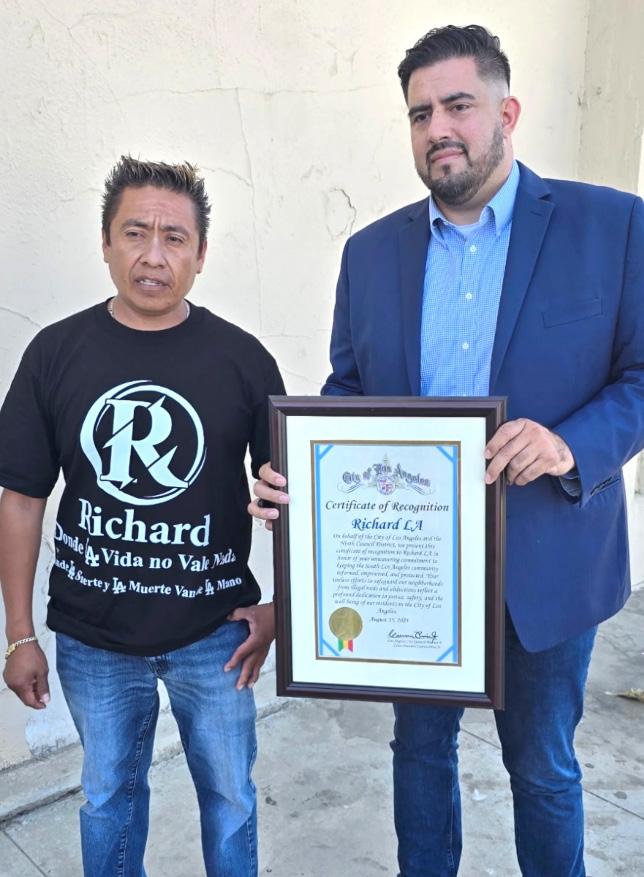 R
Richard
Donde LA Vida no Vale Nada
LA Suerte y LA Muerte Van de LA Mano
City of Los Angeles
Certificate of Recognition
Richard LA
On behalf of the City of Los Angeles and the
Ninth Council District, we present this
certificate of recognition to Richard LA in
honor of your unwavering commitment to
keeping the South Los Angeles community
informed, empowered, and protected. Your
tireless efforts to safeguard our neighborhoods
from illegal raids and abductions reflect a
profound dedication to justice, safety, and the
well being of our residents in the City of Los
Angeles.
August 15, 2025